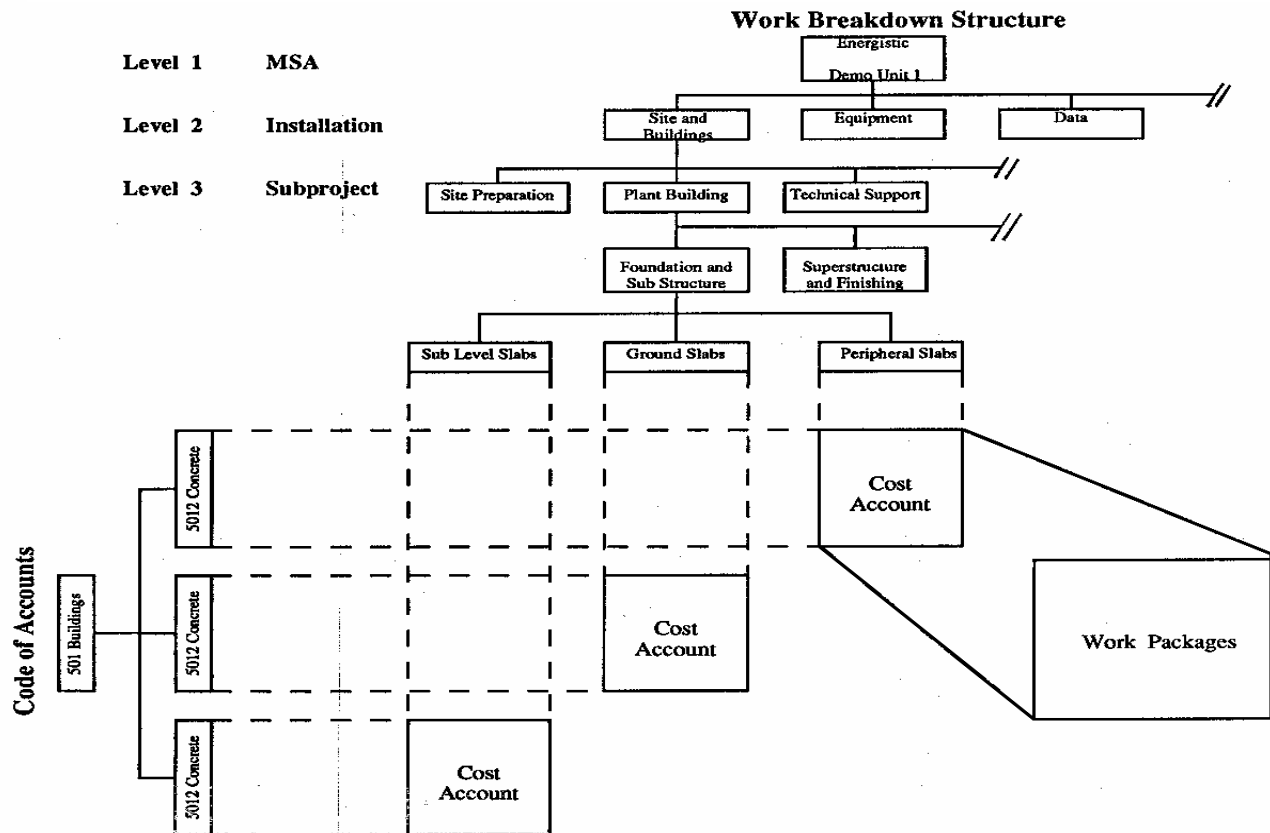 Work Breakdown Structure
Level 1 MSA
Energistic
Demo Unit 1
Level 2 Installation
Site and
Buildings
Equipment
Data
Level 3 Subproject
Site Preparation
Plant Building
Technical Support
Foundation and
Sub Structure
Superstructure
and Finishing
Sub Level Slabs
Ground Slabs
Peripheral Slabs
Code of Accounts
501 Buildings
5012 Concrete
Cost
Account
5012 Concrete
Cost
Account
Work Packages
5012 Concrete
Cost
Account